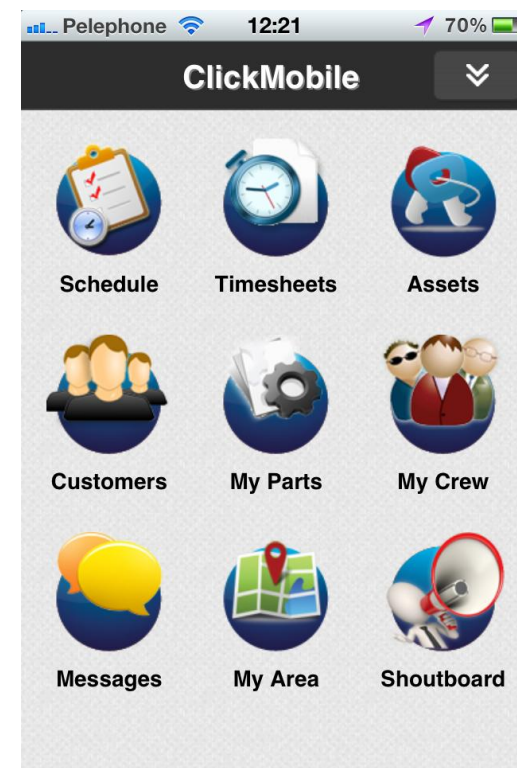 Pelephone 12:21 70%
ClickMobile
Schedule Timesheets Assets
Customers My Parts My Crew
Messages My Area Shoutboard